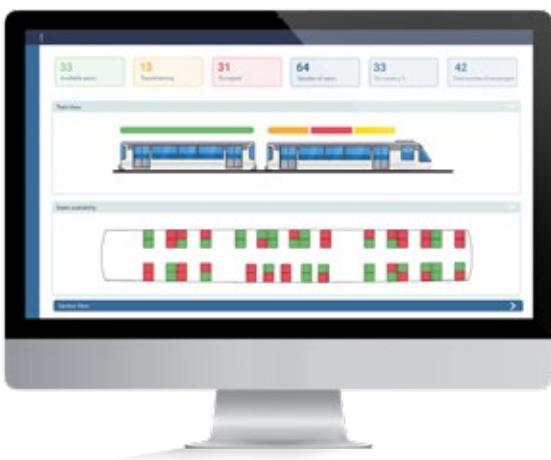 33
Available seats
13
Transitioning
31
Occupied
64
Number of seats
33
Occupancy %
42
Total number of passengers
Train View
Seats availability
Section View